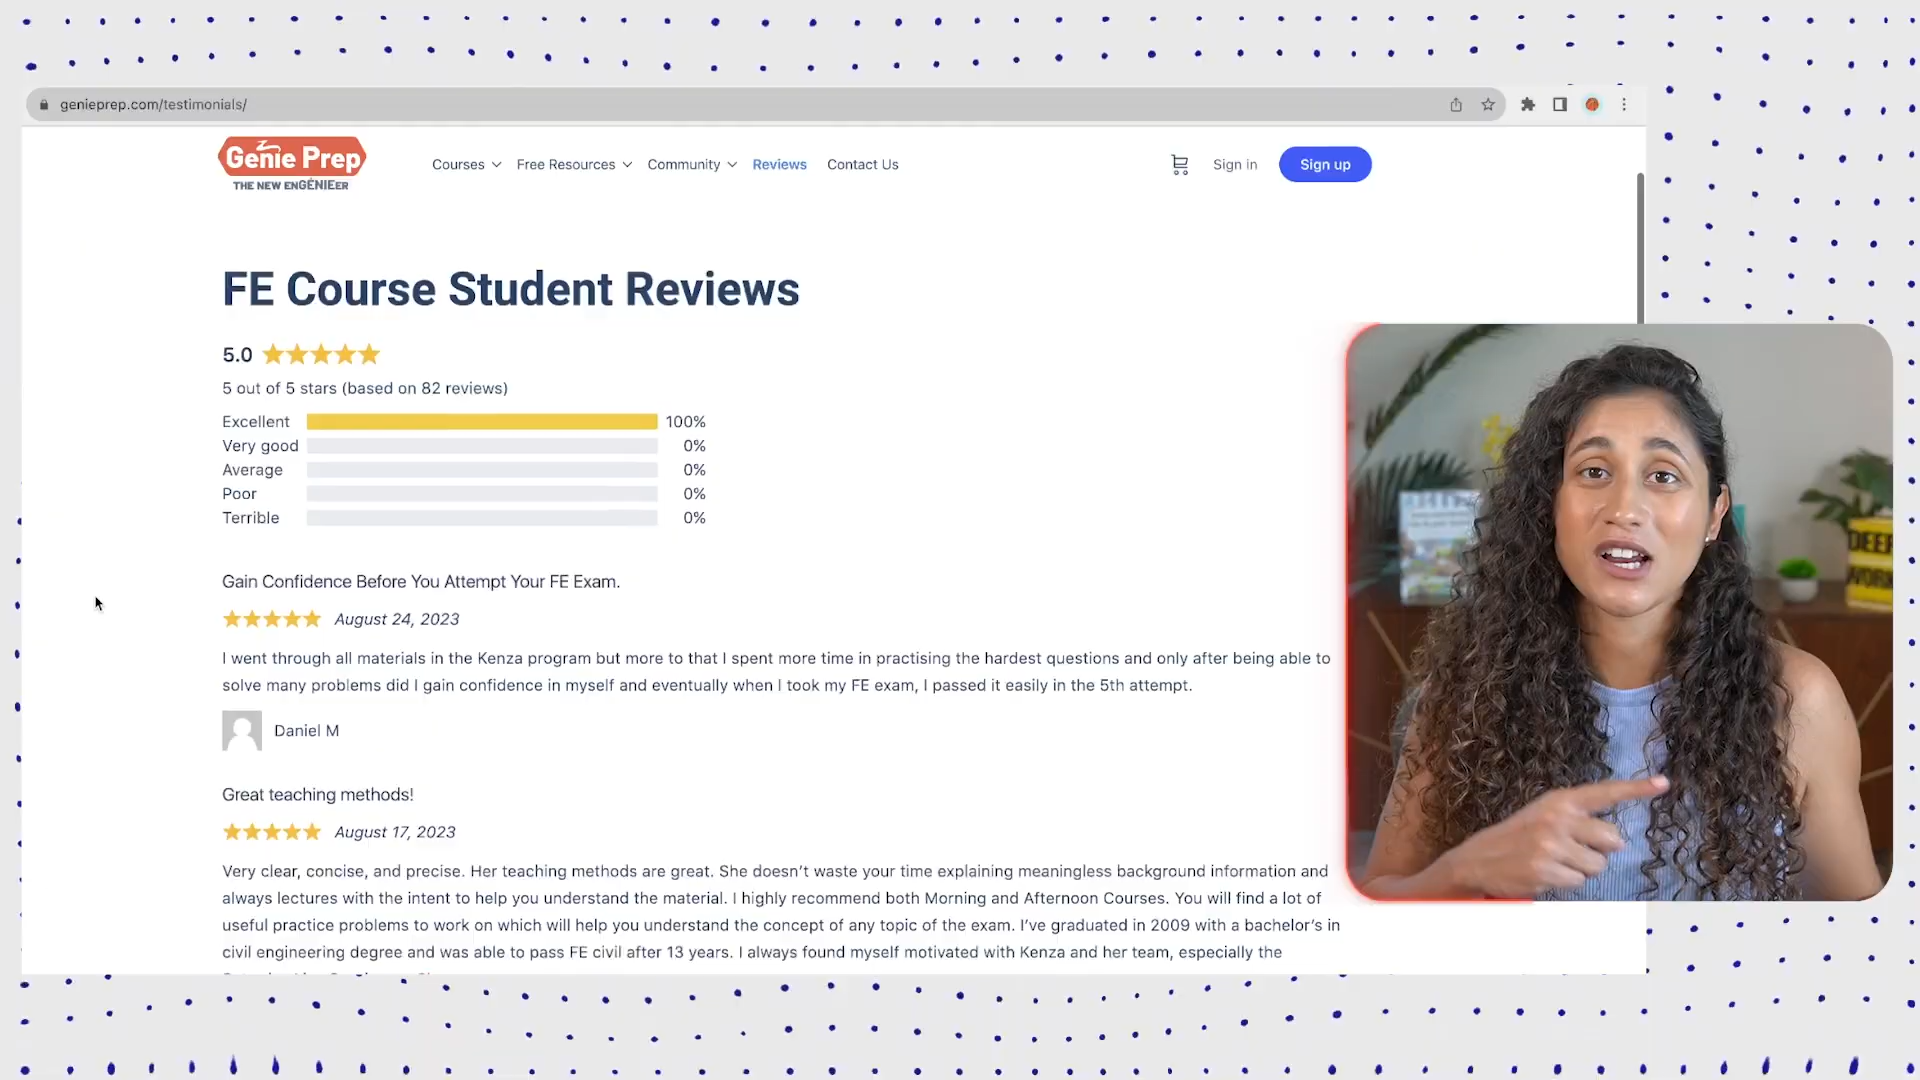 genieprep.com/testimonials/
Genie Prep
THE NEW ENGÉNIEER
Courses
Free Resources
Community
Reviews
Contact Us
Sign in
Sign up
FE Course Student Reviews
5.0
5 out of 5 stars (based on 82 reviews)
Excellent 100%
Very good 0%
Average 0%
Poor 0%
Terrible 0%
Gain Confidence Before You Attempt Your FE Exam.
August 24, 2023
I went through all materials in the Kenza program but more to that I spent more time in practising the hardest questions and only after being able to
solve many problems did I gain confidence in myself and eventually when I took my FE exam, I passed it easily in the 5th attempt.
Daniel M
Great teaching methods!
August 17, 2023
Very clear, concise, and precise. Her teaching methods are great. She doesn’t waste your time explaining meaningless background information and
always lectures with the intent to help you understand the material. I highly recommend both Morning and Afternoon Courses. You will find a lot of
useful practice problems to work on which will help you understand the concept of any topic of the exam. I’ve graduated in 2009 with a bachelor’s in
civil engineering degree and was able to pass FE civil after 13 years. I always found myself motivated with Kenza and her team, especially the
DEEP
WORK